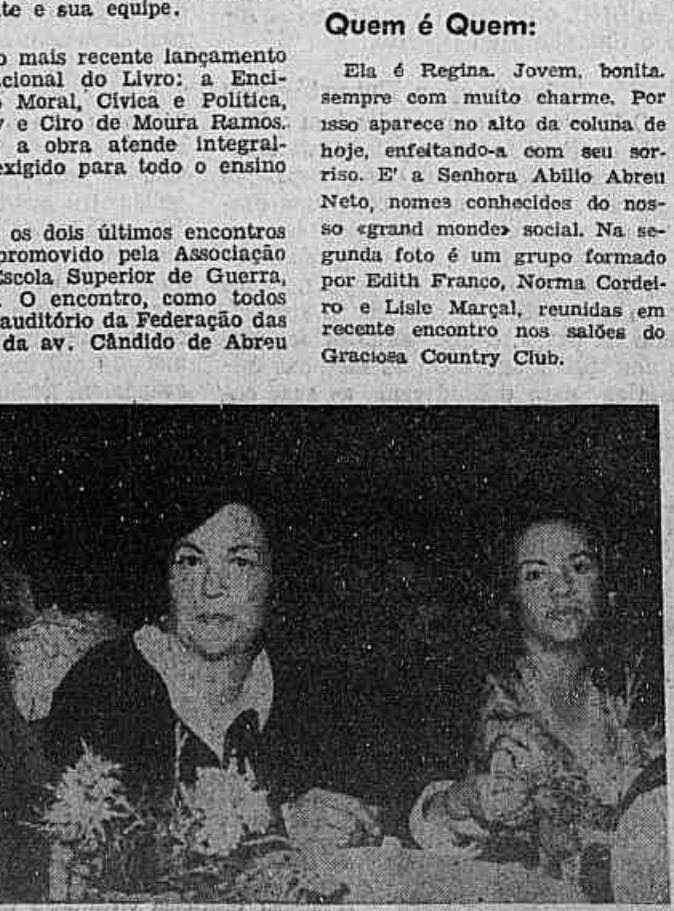 te e sua equipe.
o mais recente lançamento
cional do Livro: a Enci-
o Moral, Cívica e Política,
y e Ciro de Moura Ramos.
a obra atende integral-
exigido para todo o ensino
os dois últimos encontros
promovido pela Associação
Escola Superior de Guerra,
. O encontro, como todos
auditório da Federação das
da av. Cândido de Abreu
Quem é Quem:
Ela é Regina. Jovem, bonita.
sempre com muito charme. Por
isso aparece no alto da coluna de
hoje, enfeitando-a com seu sor-
riso. E' a Senhora Abilio Abreu
Neto, nomes conhecidos do nos-
so «grand monde» social. Na se-
gunda foto é um grupo formado
por Edith Franco, Norma Cordei-
ro e Lisle Marçal, reunidas em
recente encontro nos salões do
Graciosa Country Club.